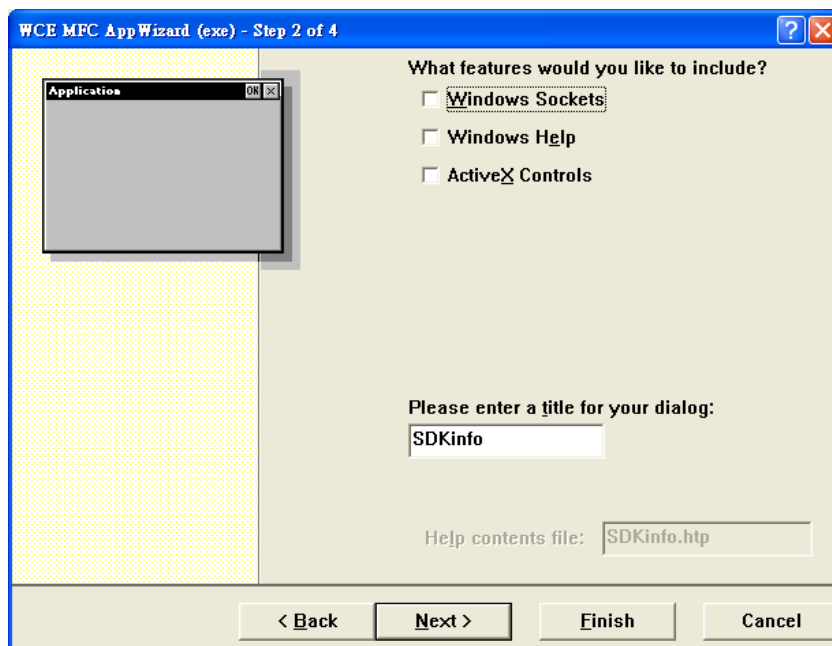 WCE MFC AppWizard (exe) - Step 2 of 4
Application
OK
What features would you like to include?
Windows Sockets
Windows Help
ActiveX Controls
Please enter a title for your dialog:
SDKinfo
Help contents file: SDKinfo.htp
< Back Next > Finish Cancel